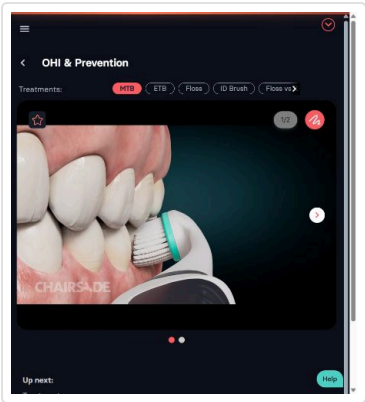 OHI & Prevention
Treatments:
MTB
ETB
Floss
ID Brush
Floss vs
1/2
CHAIRSADE
Up next:
Help